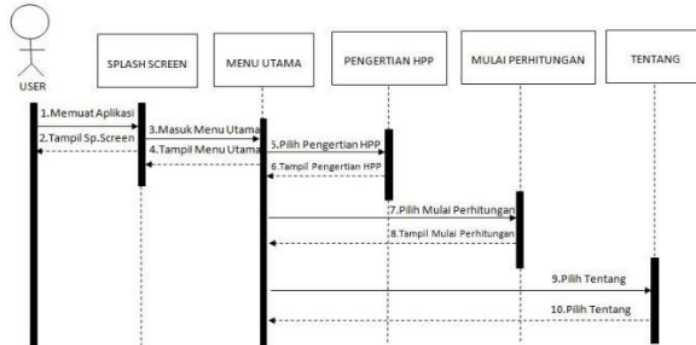 SPLASH SCREEN
MENU UTAMA
PENGERTIAN HPP
MULAI PERHITUNGAN
TENTANG
USER
1.Memuat Aplikasi
2.Tampil Sp.Screen
3.Masuk Menu Utama
4.Tampil Menu Utama
5.Pilih Pengertian HPP
6.Tampil Pengertian HPP
7.Pilih Mulai Perhitungan
8.Tampil Mulai Perhitungan
9.Pilih Tentang
10.Pilih Tentang